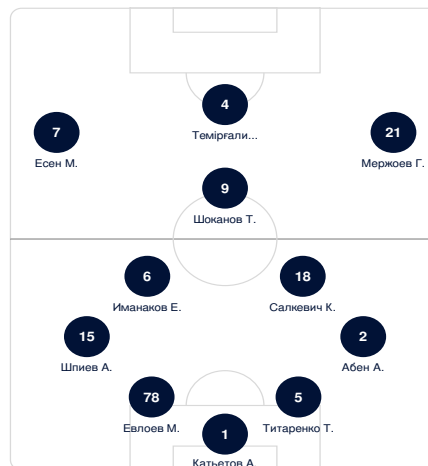 4
Темірғали...
7
Есен М.
21
Мержоев Г.
9
Шоканов Т.
6
Иманаков Е.
18
Салкевич К.
15
Шпиев А.
2
Абен А.
78
Евлоев М.
5
Титаренко Т.
1
Катьетов А.